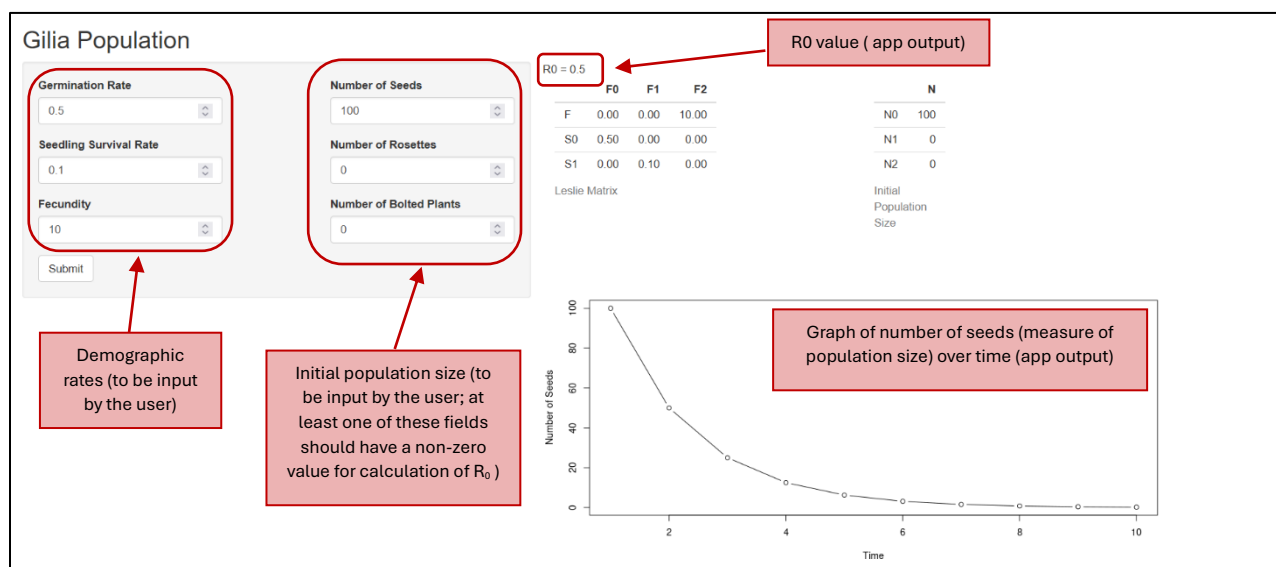 Gilia Population
Germination Rate
0.5
Seedling Survival Rate
0.1
Fecundity
10
Submit
Number of Seeds
100
Number of Rosettes
0
Number of Bolted Plants
0
R0 = 0.5
F0 F1 F2
F 0.00 0.00 10.00
S0 0.50 0.00 0.00
S1 0.00 0.10 0.00
Leslie Matrix
N
N0 100
N1 0
N2 0
Initial
Population
Size
R0 value ( app output)
Demographic
rates (to be input
by the user)
Initial population size (to
be input by the user; at
least one of these fields
should have a non-zero
value for calculation of R₀ )
Graph of number of seeds (measure of
population size) over time (app output)
Number of Seeds
100
80
60
40
20
0
2 4 6 8 10
Time